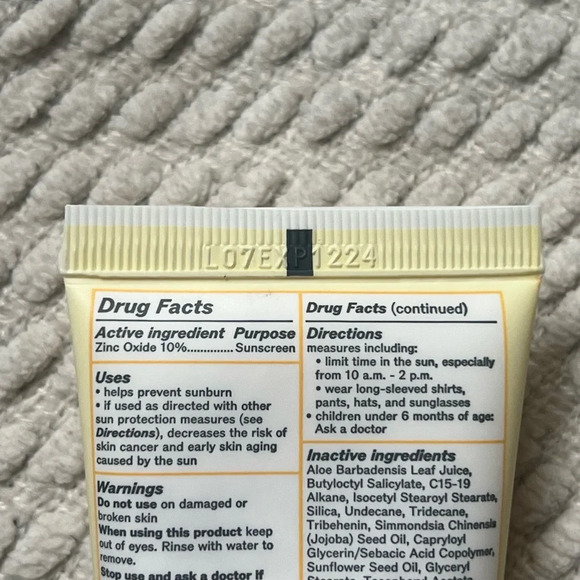 L07EXP1224
Drug Facts
Active ingredient Purpose
Zinc Oxide 10%.............. Sunscreen
Uses
• helps prevent sunburn
• if used as directed with other
sun protection measures (see
Directions), decreases the risk of
skin cancer and early skin aging
caused by the sun
Warnings
Do not use on damaged or
broken skin
When using this product keep
out of eyes. Rinse with water to
remove.
Stop use and ask a doctor if
Drug Facts (continued)
Directions
measures including:
• limit time in the sun, especially
from 10 a.m. - 2 p.m.
• wear long-sleeved shirts,
pants, hats, and sunglasses
• children under 6 months of age:
Ask a doctor
Inactive ingredients
Aloe Barbadensis Leaf Juice,
Butyloctyl Salicylate, C15-19
Alkane, Isocetyl Stearoyl Stearate,
Silica, Undecane, Tridecane,
Tribehenin, Simmondsia Chinensis
(Jojoba) Seed Oil, Capryloyl
Glycerin/Sebacic Acid Copolymer,
Sunflower Seed Oil, Glyceryl